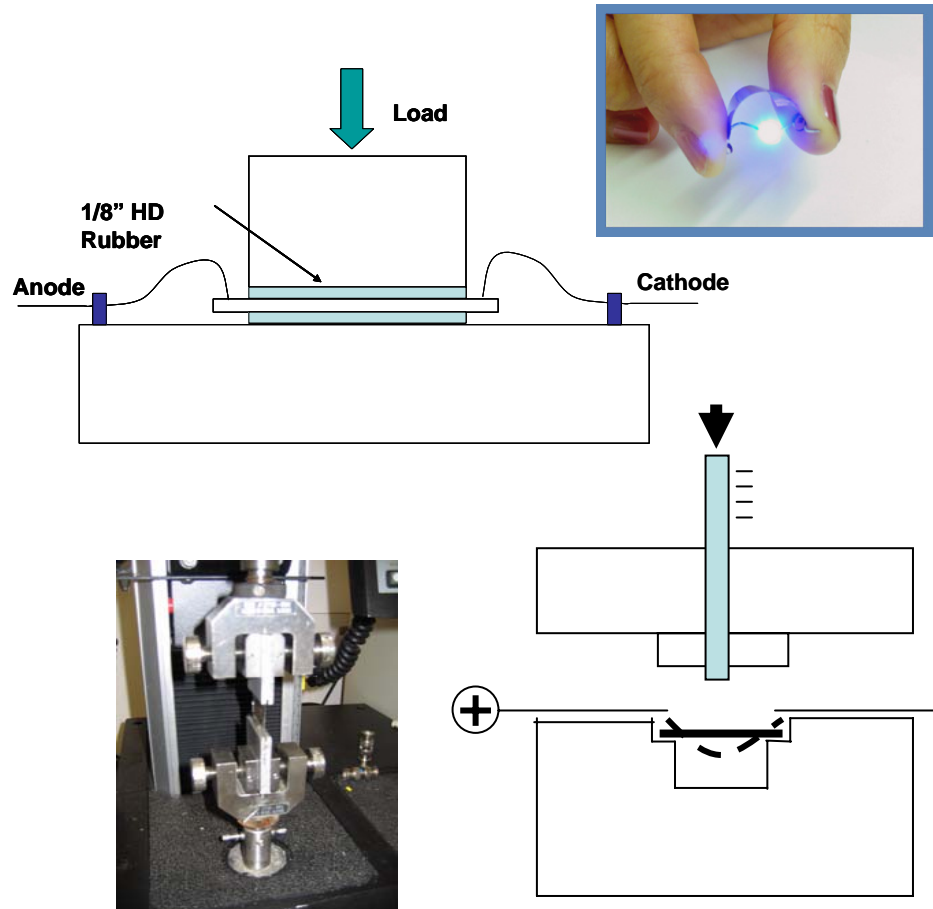 Load
1/8” HD
Rubber
Anode
Cathode
+